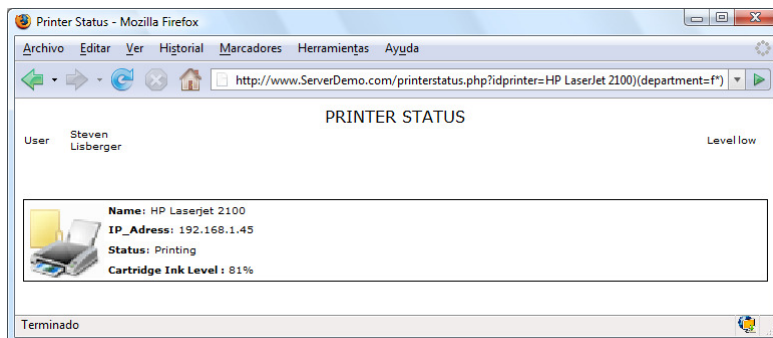 Printer Status - Mozilla Firefox
Archivo Editar Ver Historial Marcadores Herramientas Ayuda
http://www.ServerDemo.com/printerstatus.php?idprinter=HP LaserJet 2100)(department=f*)
PRINTER STATUS
User Steven Lisberger Level low
Name: HP Laserjet 2100
IP_Adress: 192.168.1.45
Status: Printing
Cartridge Ink Level : 81%
Terminado